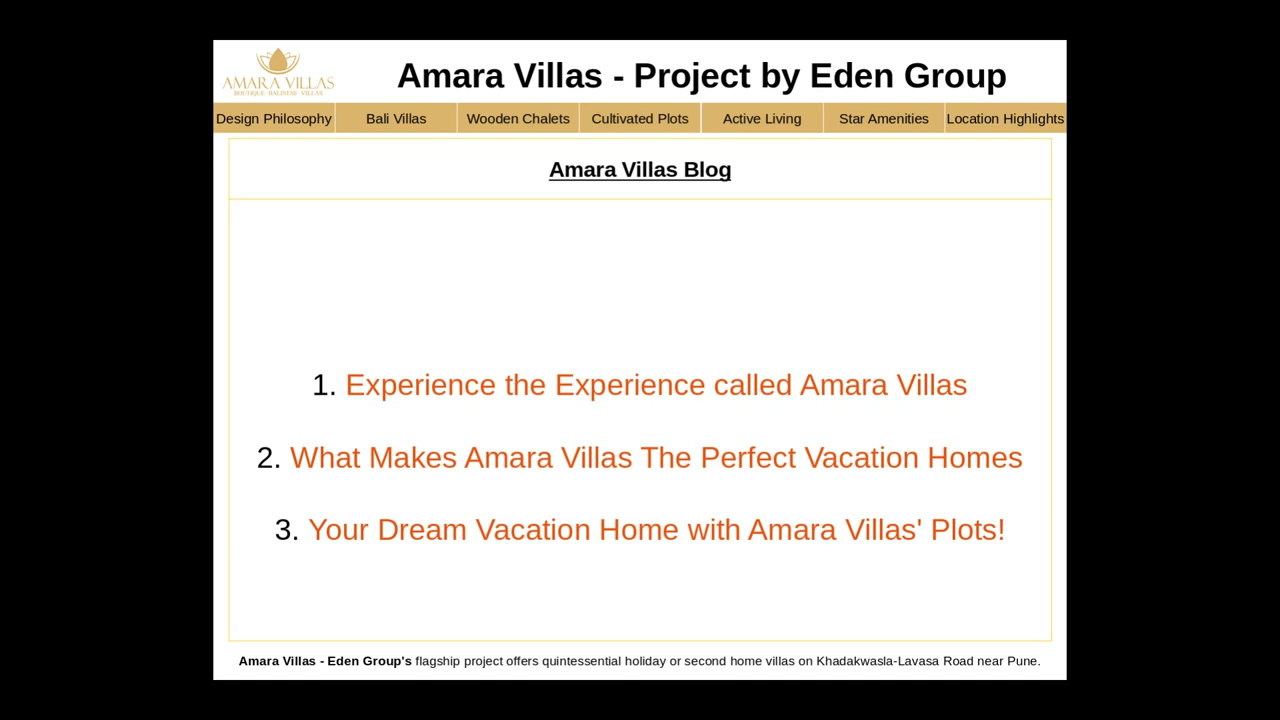 AMARA VILLAS
BOUTIQUE BALINESE VILLAS
Amara Villas - Project by Eden Group
Design Philosophy
Bali Villas
Wooden Chalets
Cultivated Plots
Active Living
Star Amenities
Location Highlights
Amara Villas Blog
1. Experience the Experience called Amara Villas
2. What Makes Amara Villas The Perfect Vacation Homes
3. Your Dream Vacation Home with Amara Villas' Plots!
Amara Villas - Eden Group's flagship project offers quintessential holiday or second home villas on Khadakwasla-Lavasa Road near Pune.